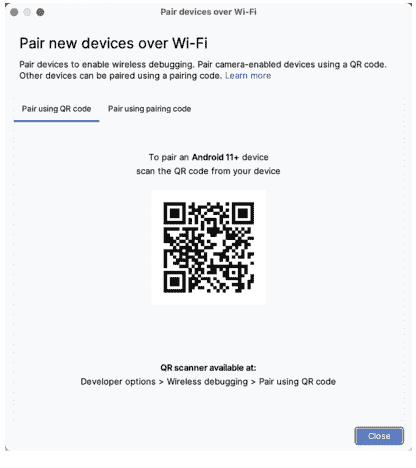 Pair devices over Wi-Fi
Pair new devices over Wi-Fi
Pair devices to enable wireless debugging. Pair camera-enabled devices using a QR code.
Other devices can be paired using a pairing code. Learn more
Pair using QR code
Pair using pairing code
To pair an Android 11+ device
scan the QR code from your device
QR scanner available at:
Developer options > Wireless debugging > Pair using QR code
Close